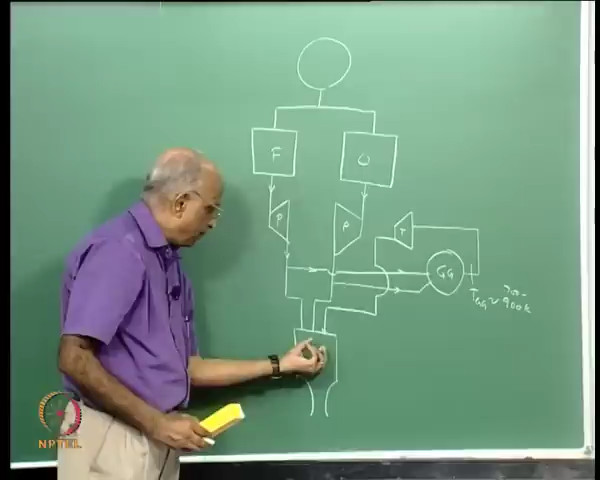 F
O
P
P
T
GG
T_GG ~ 700-
900K
NPTEL